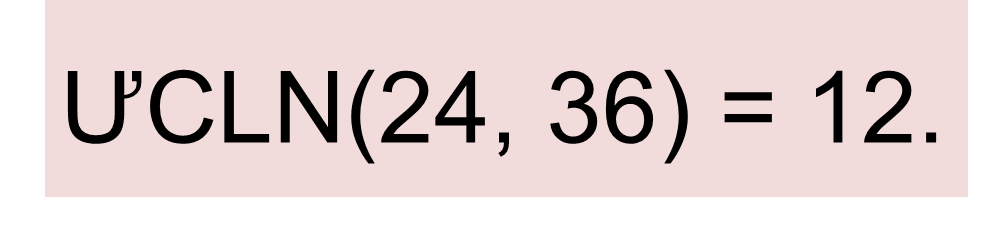 ƯCLN(24, 36) = 12.